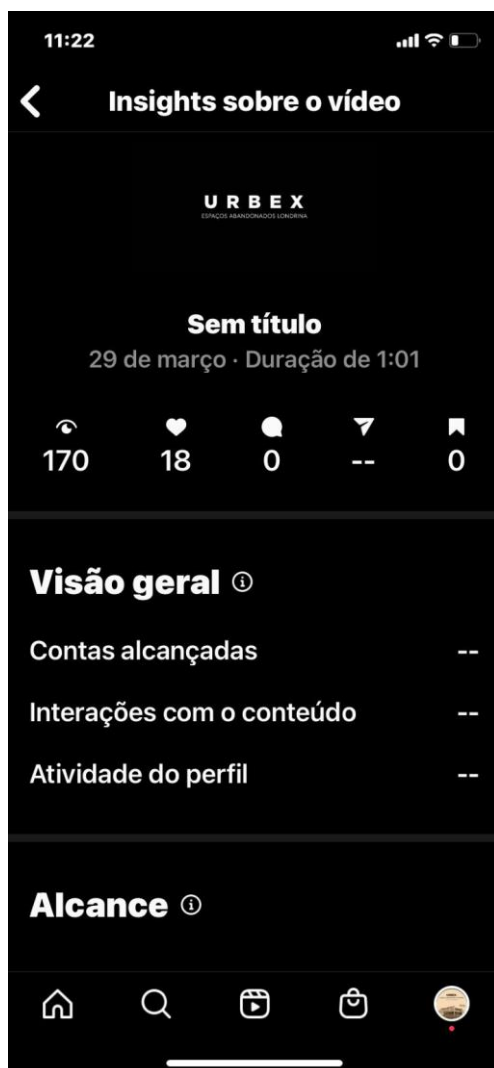 11:22
Insights sobre o vídeo
URBEX
ESPAÇOS ABANDONADOS LONDRINA
Sem título
29 de março · Duração de 1:01
170 18 0 -- 0
Visão geral
Contas alcançadas --
Interações com o conteúdo --
Atividade do perfil --
Alcance